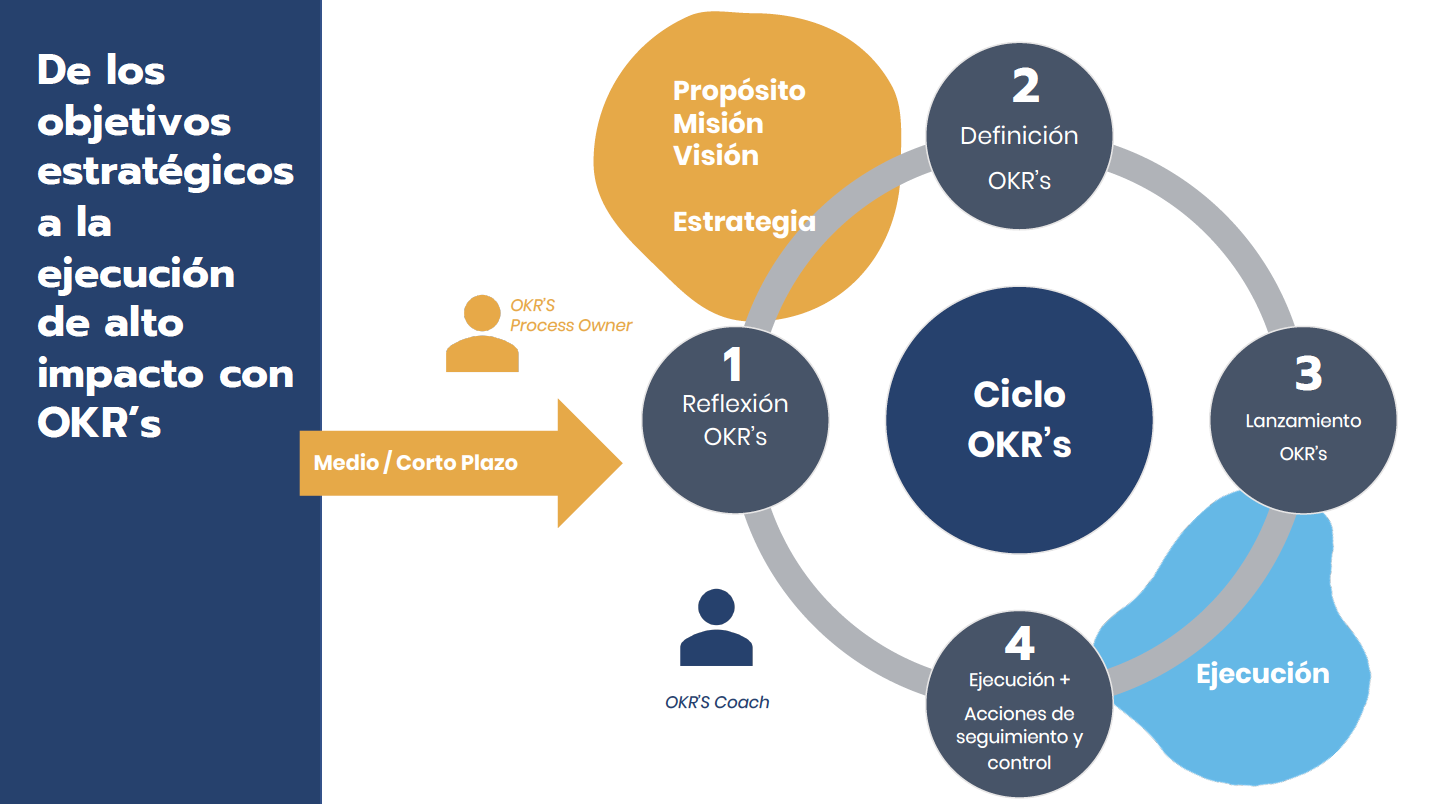 De los
objetivos
estratégicos
a la
ejecución
de alto
impacto con
OKR’s
Propósito
Misión
Visión
Estrategia
OKR’S
Process Owner
Medio / Corto Plazo
1
Reflexión
OKR’s
2
Definición
OKR’s
Ciclo
OKR’s
3
Lanzamiento
OKR’s
4
Ejecución +
Acciones de
seguimiento y
control
Ejecución
OKR’S Coach